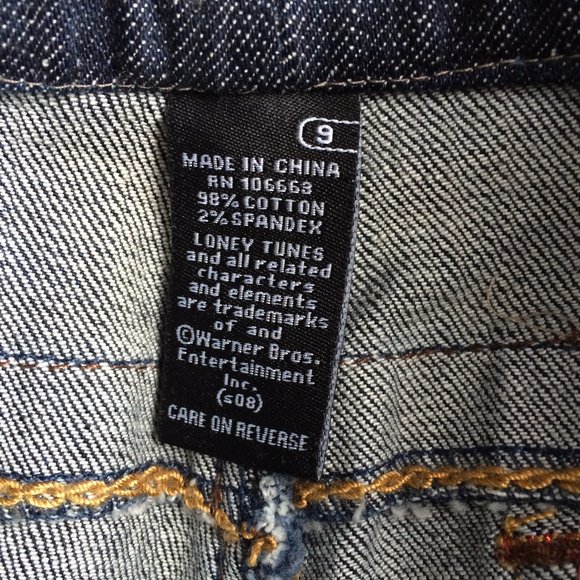 9
MADE IN CHINA
RN 106663
98% COTTON
2% SPANDEX
LONEY TUNES
and all related
characters
and elements
are trademarks
of and
©Warner Bros.
Entertainment
Inc.
(s08)
CARE ON REVERSE